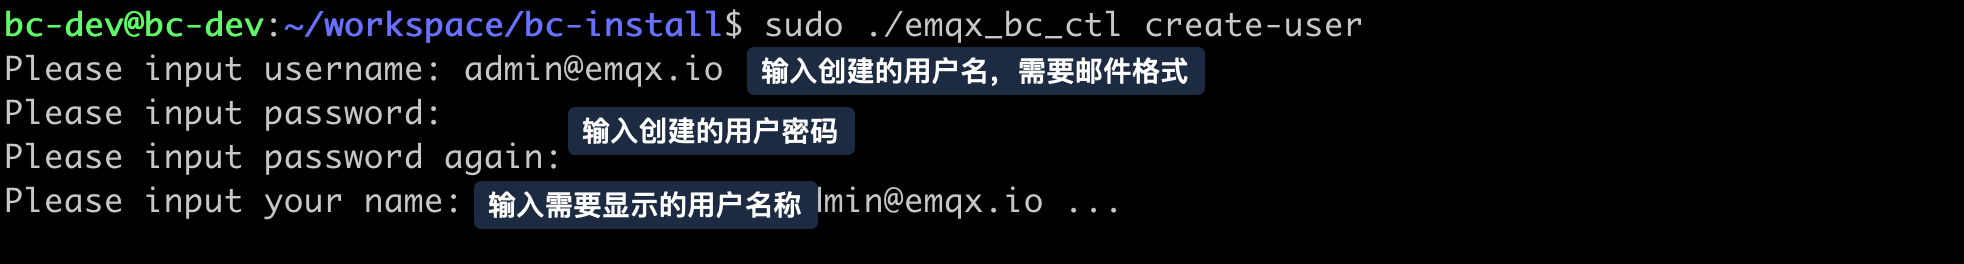 bc-dev@bc-dev:~/workspace/bc-install$ sudo ./emqx_bc_ctl create-user
Please input username: admin@emqx.io 输入创建的用户名，需要邮件格式
Please input password:
输入创建的用户密码
Please input password again:
Please input your name: 输入需要显示的用户名称 dmin@emqx.io ...